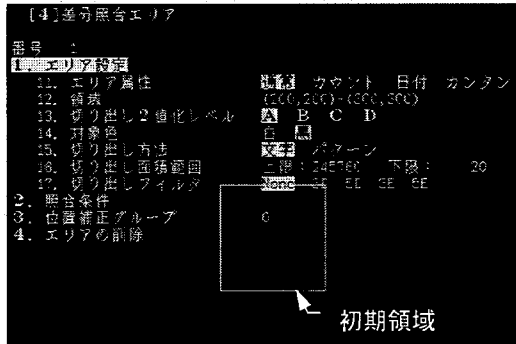 [4]差分照合エリア
番号 1
1. エリア設定
11. エリア属性 通常 カウント 日付 カンタン
12. 領域 (200,200)-(300,300)
13. 切り出し2値化レベル A B C D
14. 対象色 白 黒
15. 切り出し方法 文字 パターン
16. 切り出し面積範囲 上限:245760 下限: 20
17. 切り出しフィルタ None
2. 照合条件
3. 位置補正グループ 0
4. エリアの削除
初期領域